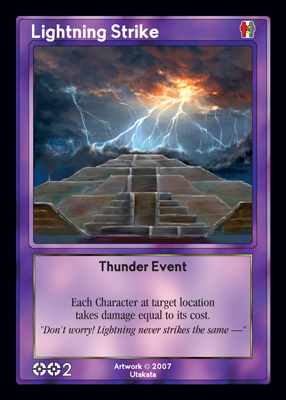 Lightning Strike
Thunder Event
Each Character at target location
takes damage equal to its cost.
"Don't worry! Lightning never strikes the same —"
2
Artwork © 2007
Utakata